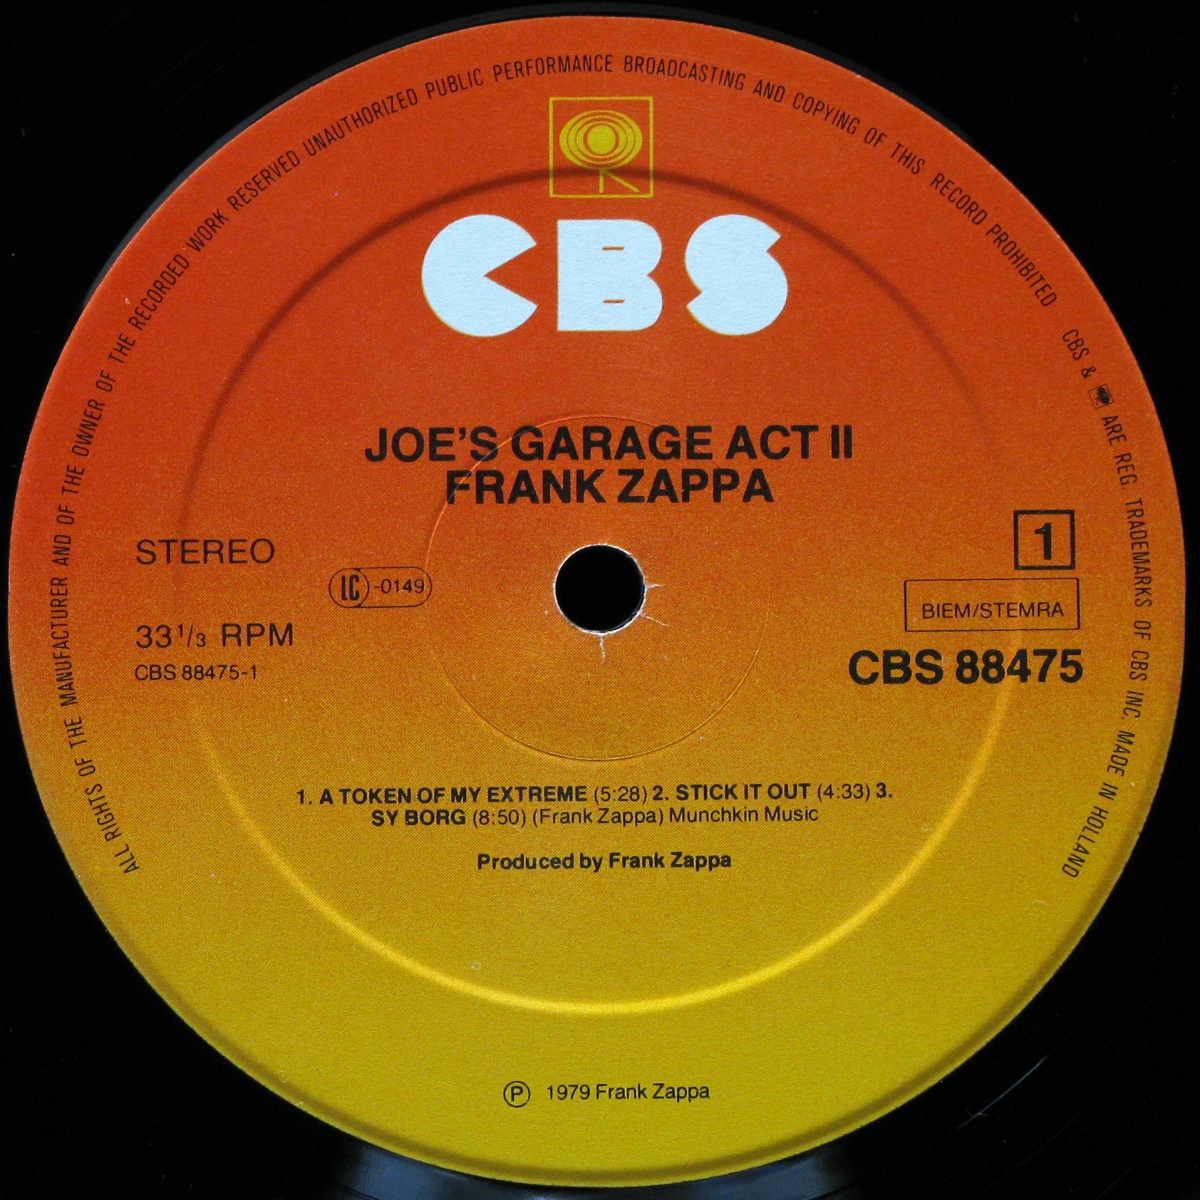 ALL RIGHTS OF THE MANUFACTURER AND OF THE OWNER OF THE RECORDED WORK RESERVED UNAUTHORIZED PUBLIC PERFORMANCE BROADCASTING AND COPYING OF THIS RECORD PROHIBITED CBS & ARE REG. TRADEMARKS OF CBS INC. MADE IN HOLLAND
CBS
JOE'S GARAGE ACT II
FRANK ZAPPA
STEREO
LC -0149
33 1/3 RPM
CBS 88475-1
1
BIEM/STEMRA
CBS 88475
1. A TOKEN OF MY EXTREME (5:28) 2. STICK IT OUT (4:33) 3.
SY BORG (8:50) (Frank Zappa) Munchkin Music
Produced by Frank Zappa
Ⓟ 1979 Frank Zappa